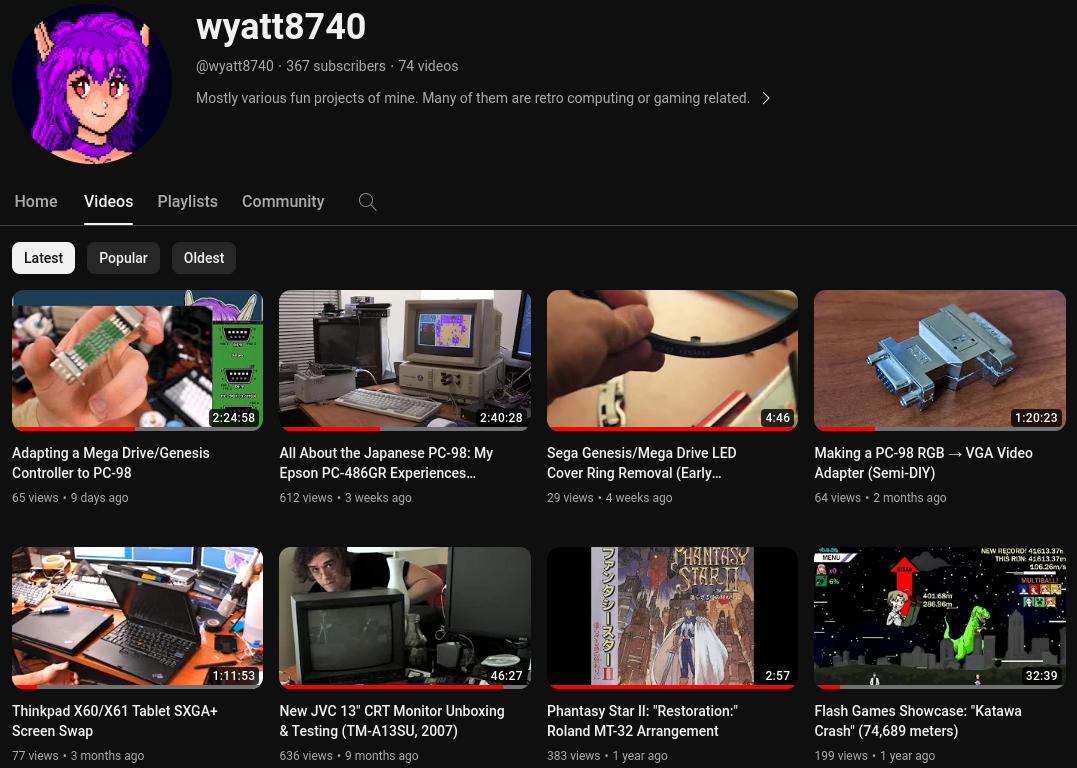 wyatt8740
@wyatt8740 · 367 subscribers · 74 videos
Mostly various fun projects of mine. Many of them are retro computing or gaming related.
Home Videos Playlists Community
Latest Popular Oldest
2:24:58
2:40:28
4:46
1:20:23
Adapting a Mega Drive/Genesis
Controller to PC-98
65 views • 9 days ago
All About the Japanese PC-98: My
Epson PC-486GR Experiences…
612 views • 3 weeks ago
Sega Genesis/Mega Drive LED
Cover Ring Removal (Early…
29 views • 4 weeks ago
Making a PC-98 RGB → VGA Video
Adapter (Semi-DIY)
64 views • 2 months ago
1:11:53
46:27
ファンタシースター
II
PHANTASY
STAR II
2:57
MENU
x0
6%
NEW RECORD! 41613.37m
THIS RUN: 41613.37m
106.26m/s
MULTIBALL!
401.68m
286.96m
32:39
Thinkpad X60/X61 Tablet SXGA+
Screen Swap
77 views • 3 months ago
New JVC 13" CRT Monitor Unboxing
& Testing (TM-A13SU, 2007)
636 views • 9 months ago
Phantasy Star II: "Restoration:"
Roland MT-32 Arrangement
383 views • 1 year ago
Flash Games Showcase: "Katawa
Crash" (74,689 meters)
199 views • 1 year ago